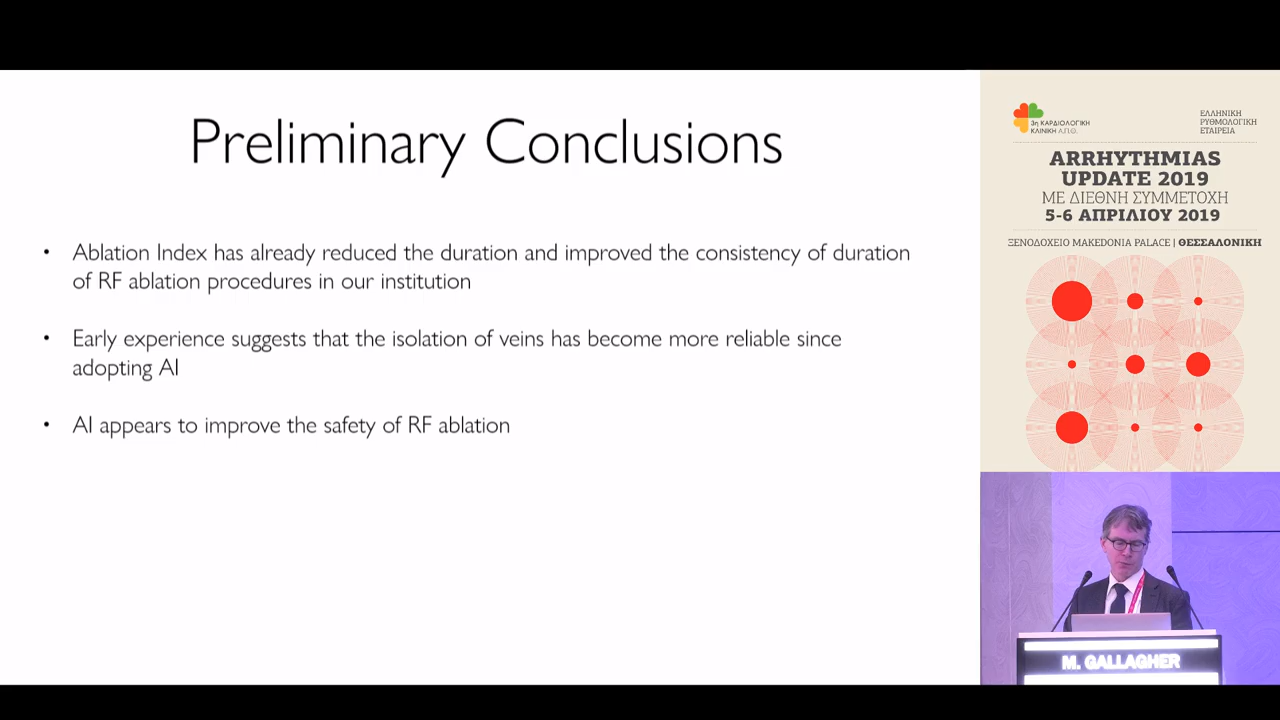 Preliminary Conclusions
• Ablation Index has already reduced the duration and improved the consistency of duration
of RF ablation procedures in our institution
• Early experience suggests that the isolation of veins has become more reliable since
adopting AI
• AI appears to improve the safety of RF ablation
3η ΚΑΡΔΙΟΛΟΓΙΚΗ
ΚΛΙΝΙΚΗ Α.Π.Θ.
ΕΛΛΗΝΙΚΗ
ΡΥΘΜΟΛΟΓΙΚΗ
ΕΤΑΙΡΕΙΑ
ARRHYTHMIAS
UPDATE 2019
ΜΕ ΔΙΕΘΝΗ ΣΥΜΜΕΤΟΧΗ
5-6 ΑΠΡΙΛΙΟΥ 2019
ΞΕΝΟΔΟΧΕΙΟ MAKEDONIA PALACE | ΘΕΣΣΑΛΟΝΙΚΗ
M. GALLAGHER